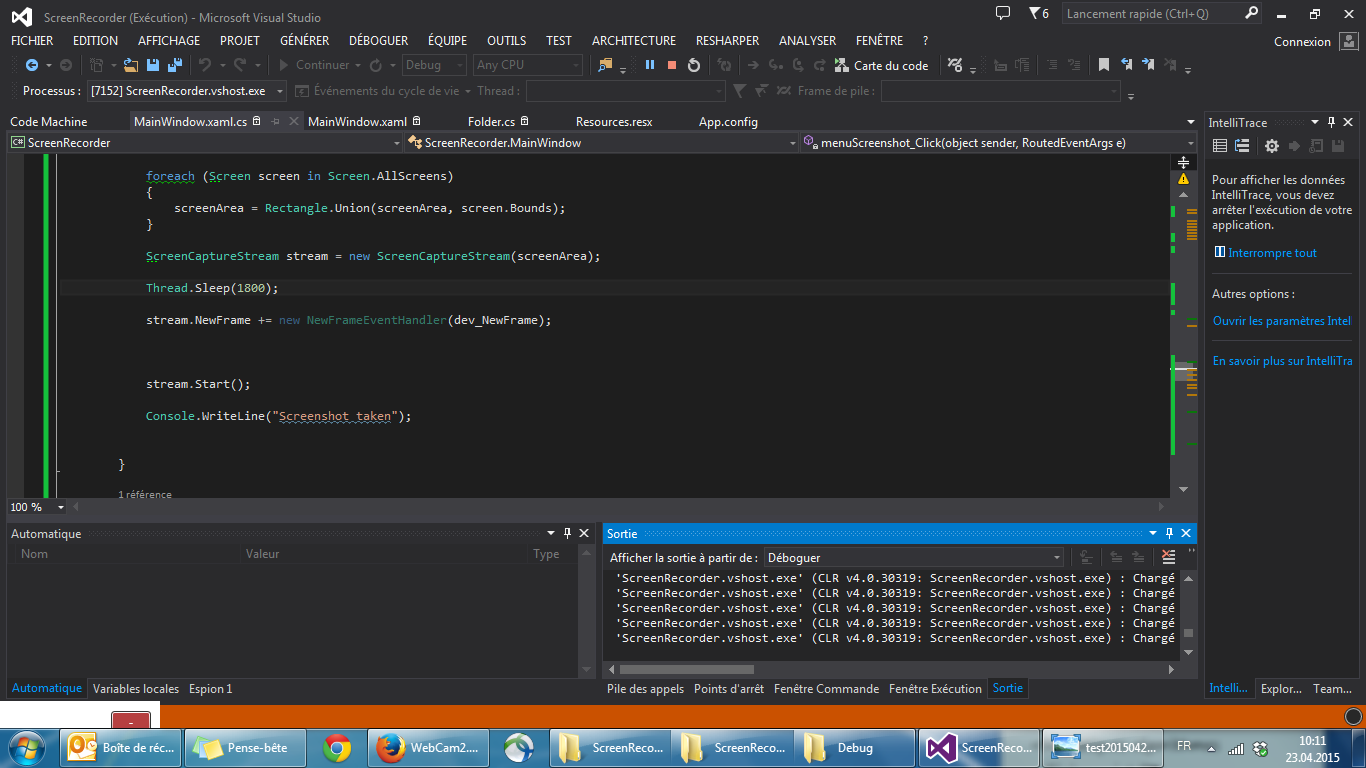 ScreenRecorder (Exécution) - Microsoft Visual Studio
6
Lancement rapide (Ctrl+Q)
FICHIER EDITION AFFICHAGE PROJET GÉNÉRER DÉBOGUER ÉQUIPE OUTILS TEST ARCHITECTURE RESHARPER ANALYSER FENÊTRE ?
Connexion
Continuer Debug Any CPU Carte du code
Processus : [7152] ScreenRecorder.vshost.exe Événements du cycle de vie Thread : Frame de pile :
Code Machine MainWindow.xaml.cs MainWindow.xaml Folder.cs Resources.resx App.config
ScreenRecorder ScreenRecorder.MainWindow menuScreenshot_Click(object sender, RoutedEventArgs e)
foreach (Screen screen in Screen.AllScreens)
{
screenArea = Rectangle.Union(screenArea, screen.Bounds);
}
ScreenCaptureStream stream = new ScreenCaptureStream(screenArea);
Thread.Sleep(1800);
stream.NewFrame += new NewFrameEventHandler(dev_NewFrame);
stream.Start();
Console.WriteLine("Screenshot taken");
}
1 référence
100 %
IntelliTrace
Pour afficher les données
IntelliTrace, vous devez
arrêter l'exécution de votre
application.
Interrompre tout
Autres options :
Ouvrir les paramètres Intel
En savoir plus sur IntelliTra
Automatique
Nom Valeur Type
Automatique Variables locales Espion 1
Sortie
Afficher la sortie à partir de : Déboguer
'ScreenRecorder.vshost.exe' (CLR v4.0.30319: ScreenRecorder.vshost.exe) : Chargé
'ScreenRecorder.vshost.exe' (CLR v4.0.30319: ScreenRecorder.vshost.exe) : Chargé
'ScreenRecorder.vshost.exe' (CLR v4.0.30319: ScreenRecorder.vshost.exe) : Chargé
'ScreenRecorder.vshost.exe' (CLR v4.0.30319: ScreenRecorder.vshost.exe) : Chargé
'ScreenRecorder.vshost.exe' (CLR v4.0.30319: ScreenRecorder.vshost.exe) : Chargé
Pile des appels Points d'arrêt Fenêtre Commande Fenêtre Exécution Sortie
Intelli... Explor... Team...
Boîte de réc... Pense-bête WebCam2.... ScreenReco... ScreenReco... Debug ScreenReco... test2015042...
FR
10:11
23.04.2015